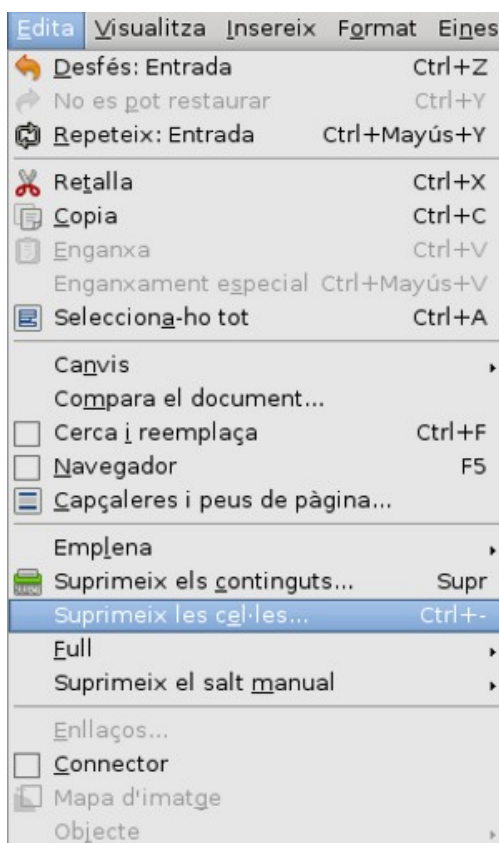 Edita Visualitza Insereix Format Eines
Desfés: Entrada Ctrl+Z
No es pot restaurar Ctrl+Y
Repeteix: Entrada Ctrl+Mayús+Y
Retalla Ctrl+X
Copia Ctrl+C
Enganxa Ctrl+V
Enganxament especial Ctrl+Mayús+V
Selecciona-ho tot Ctrl+A
Canvis
Compara el document...
Cerca i reemplaça Ctrl+F
Navegador F5
Capçaleres i peus de pàgina...
Emplena
Suprimeix els continguts... Supr
Suprimeix les cel·les... Ctrl+-
Full
Suprimeix el salt manual
Enllaços...
Connector
Mapa d'imatge
Objecte